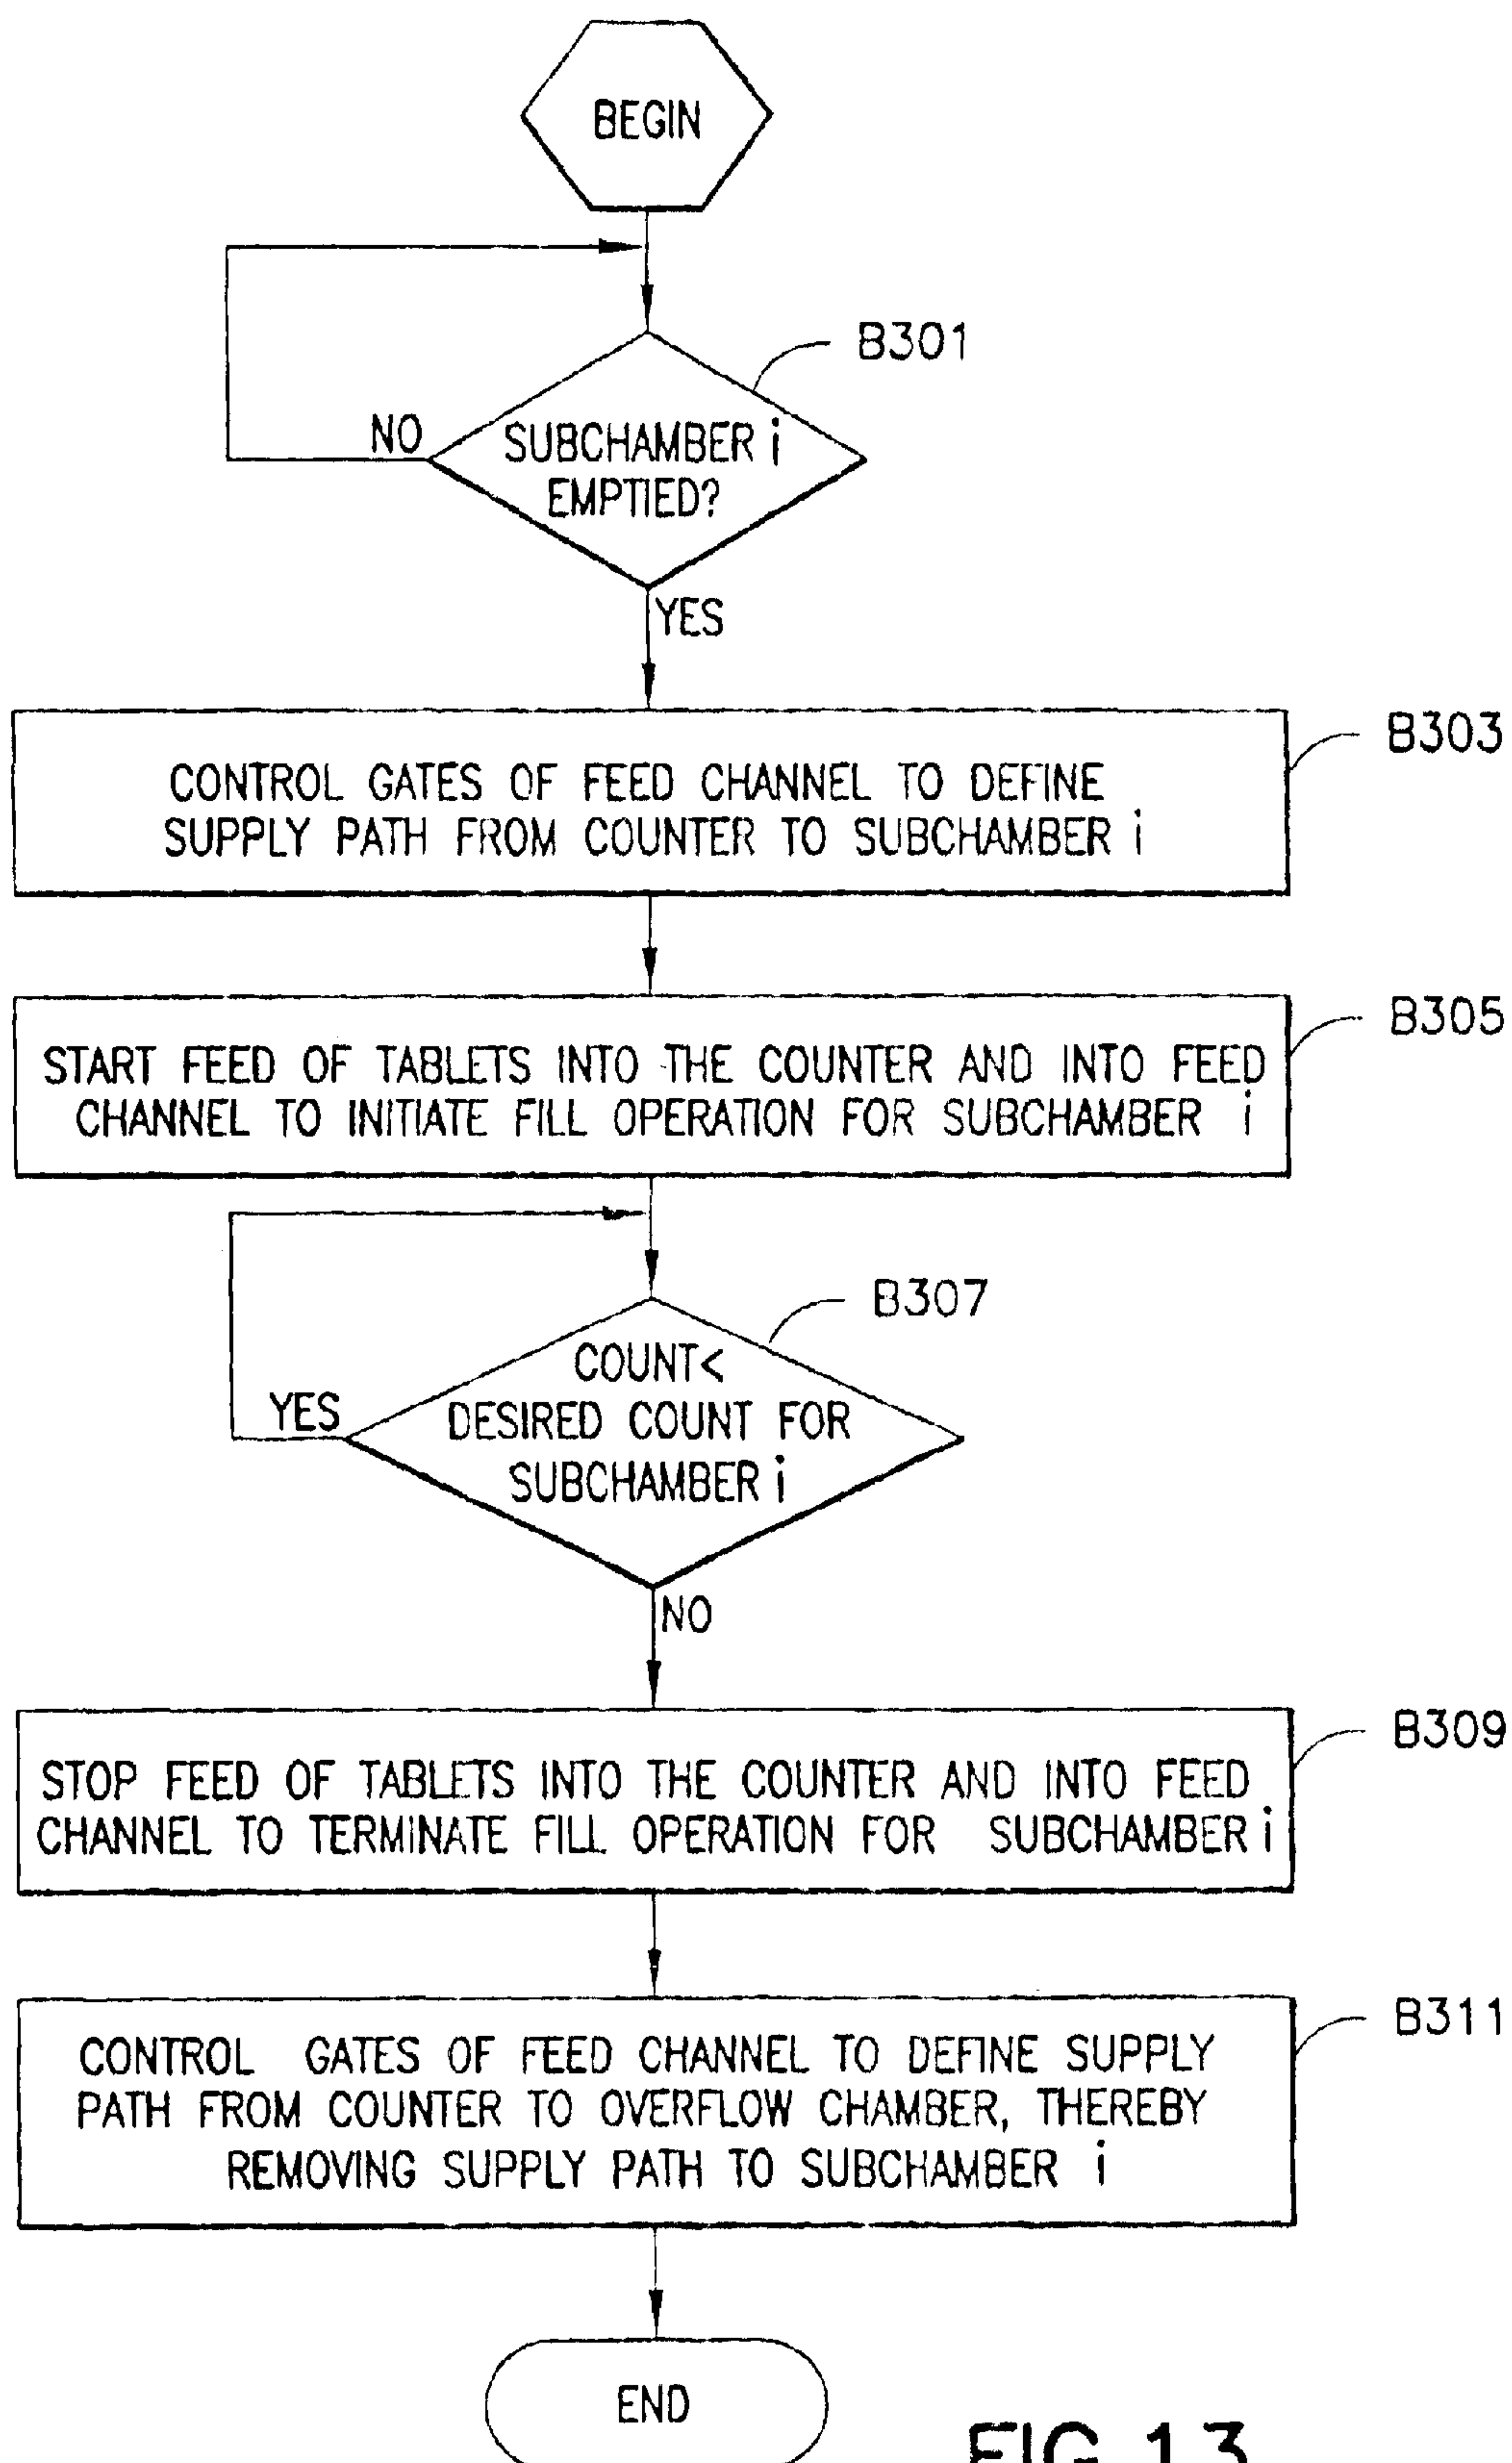 BEGIN
B301
NO
SUBCHAMBER i
EMPTIED?
YES
B303
CONTROL GATES OF FEED CHANNEL TO DEFINE
SUPPLY PATH FROM COUNTER TO SUBCHAMBER i
B305
START FEED OF TABLETS INTO THE COUNTER AND INTO FEED
CHANNEL TO INITIATE FILL OPERATION FOR SUBCHAMBER i
B307
COUNT<
YES
DESIRED COUNT FOR
SUBCHAMBER i
NO
B309
STOP FEED OF TABLETS INTO THE COUNTER AND INTO FEED
CHANNEL TO TERMINATE FILL OPERATION FOR SUBCHAMBER i
B311
CONTROL GATES OF FEED CHANNEL TO DEFINE SUPPLY
PATH FROM COUNTER TO OVERFLOW CHAMBER, THEREBY
REMOVING SUPPLY PATH TO SUBCHAMBER i
END
FIG.13